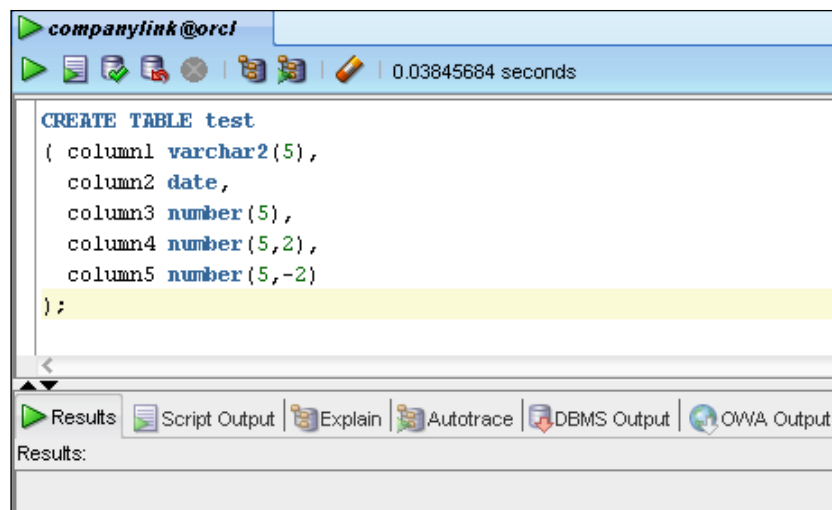 companylink@orcl
0.03845684 seconds
CREATE TABLE test
( column1 varchar2(5),
column2 date,
column3 number(5),
column4 number(5,2),
column5 number(5,-2)
);
Results Script Output Explain Autotrace DBMS Output OWA Output
Results: